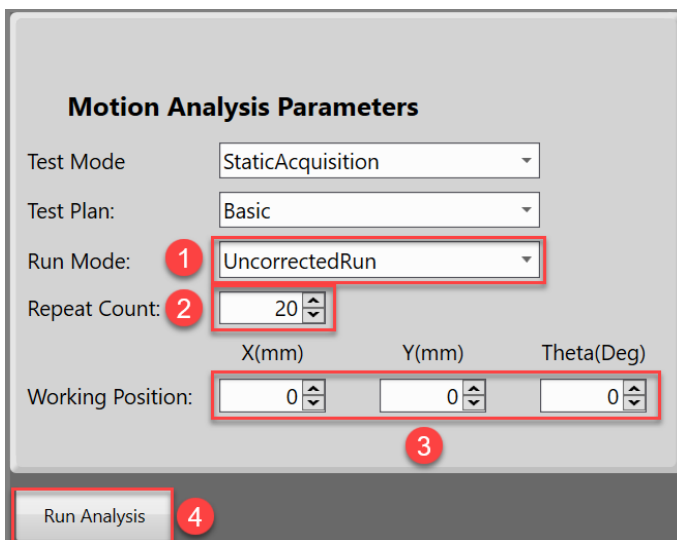 Motion Analysis Parameters
Test Mode StaticAcquisition
Test Plan: Basic
Run Mode: 1 UncorrectedRun
Repeat Count: 2 20
X(mm) Y(mm) Theta(Deg)
Working Position: 0 0 0
3
Run Analysis 4